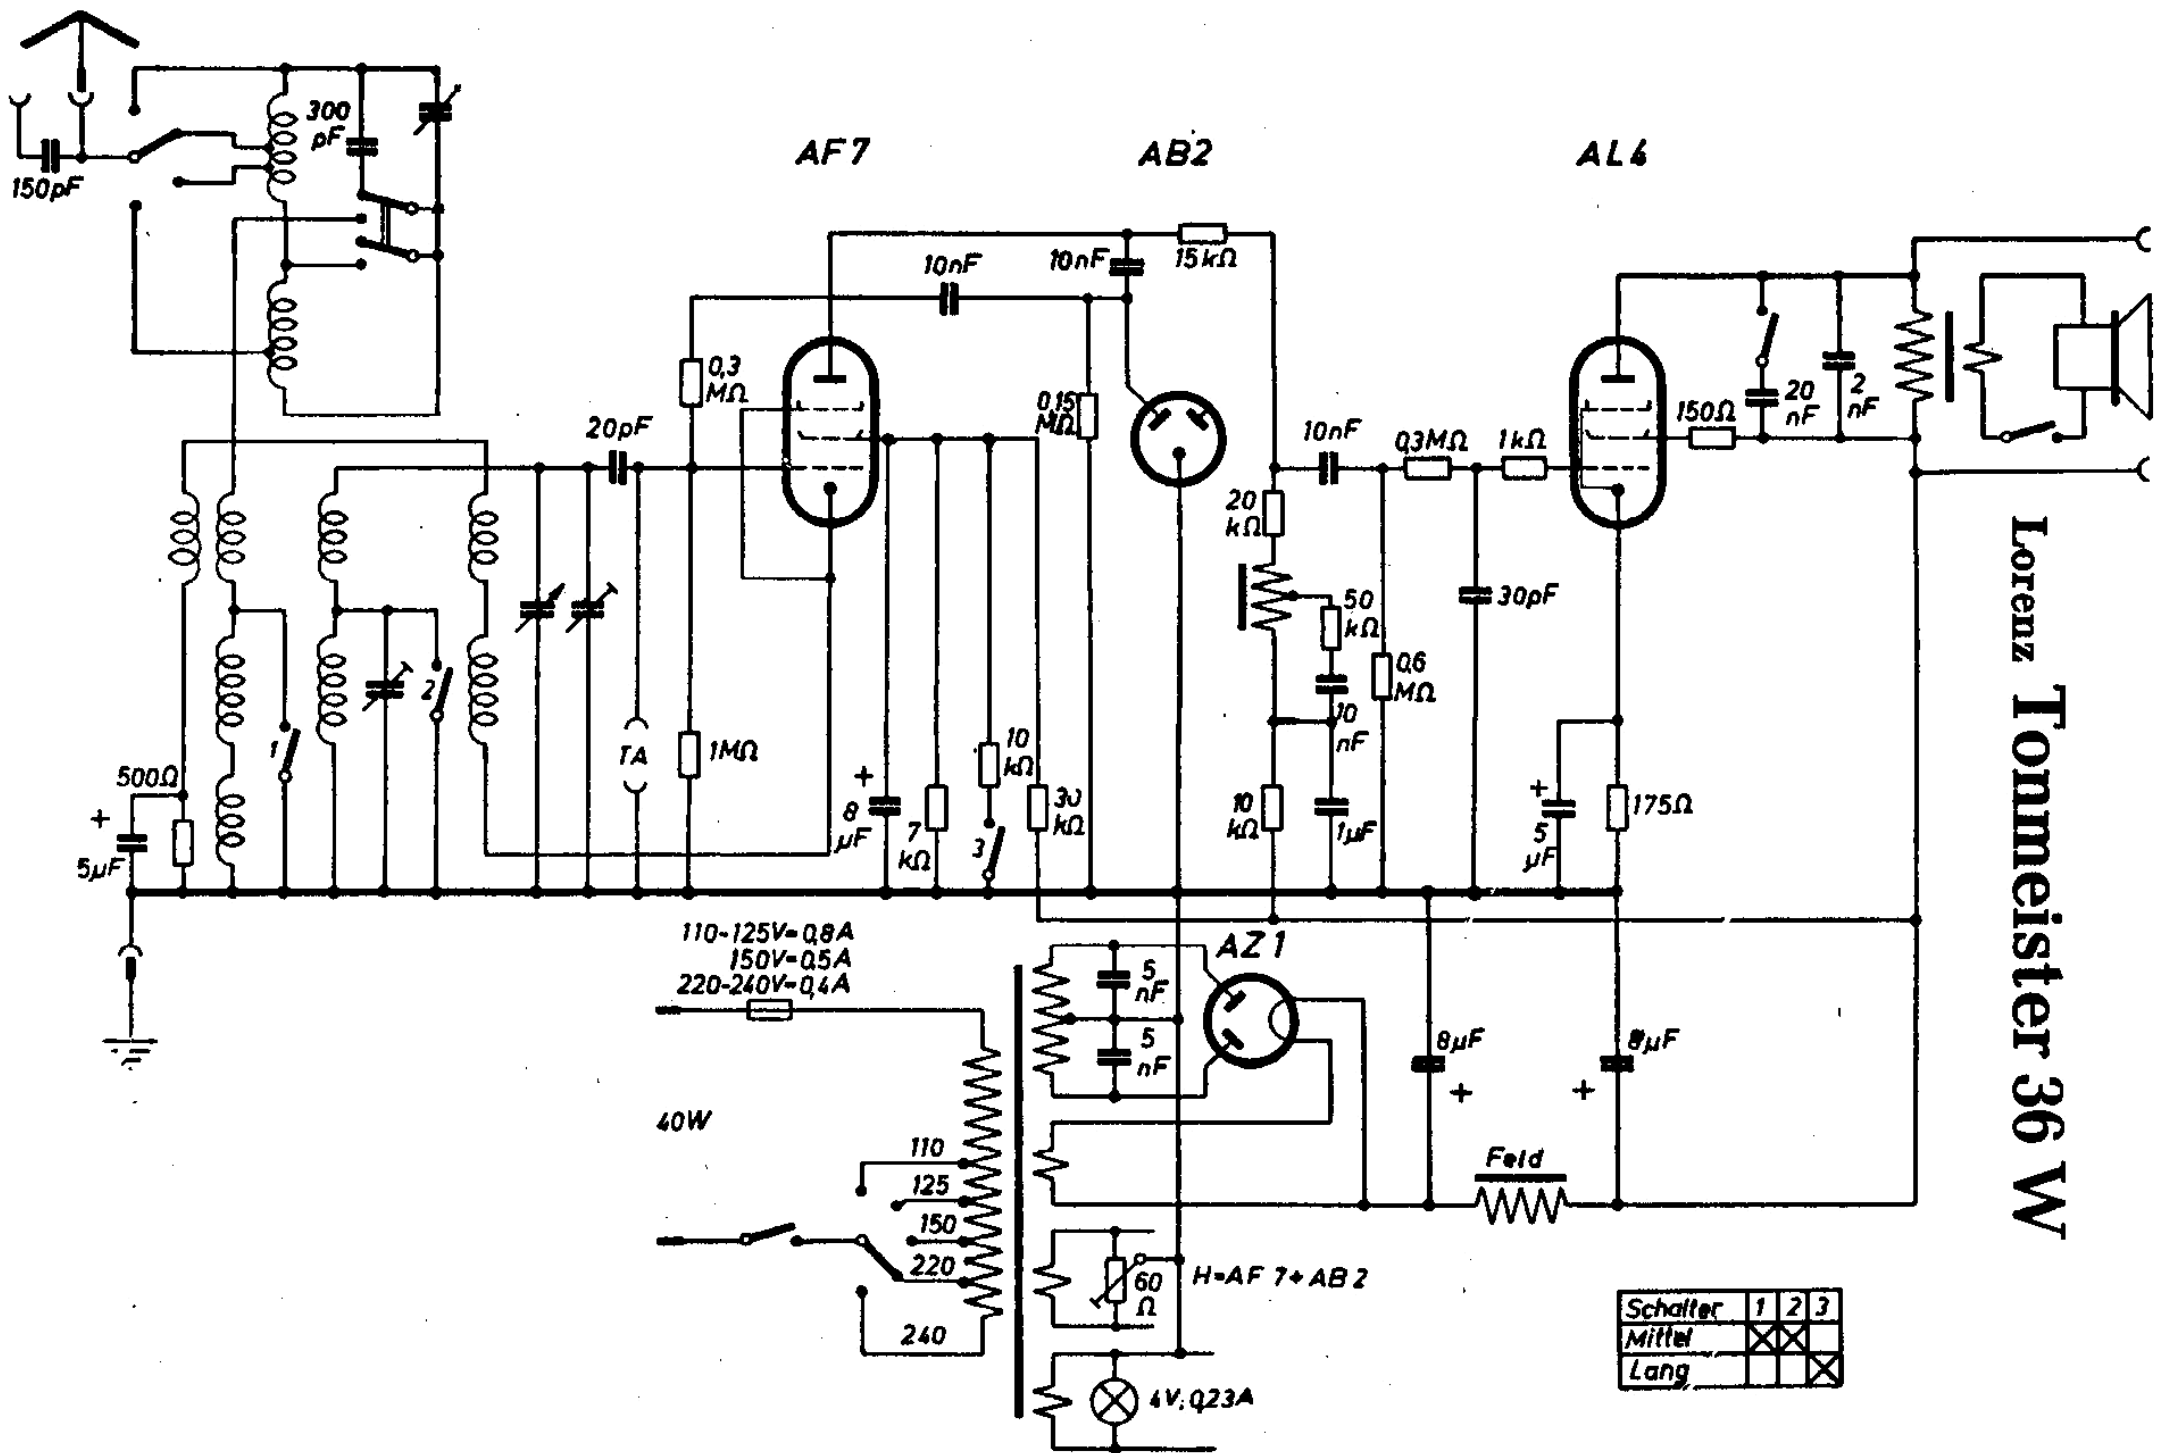 AF7
AB2
AL4
300
pF
150pF
10nF
10nF
15kΩ
0,3
MΩ
0,15
MΩ
20pF
10nF
0,3MΩ
1kΩ
150Ω
20
nF
2
nF
20
kΩ
50
kΩ
30pF
0,6
MΩ
10
nF
1
2
TA
1MΩ
500Ω
+
5µF
+
8
µF
7
kΩ
10
kΩ
3
30
kΩ
10
kΩ
1µF
+
5
µF
175Ω
110-125V=0,8A
150V=0,5A
220-240V=0,4A
AZ1
5
nF
5
nF
8µF
+
8µF
+
40W
110
125
150
220
240
Feld
60
Ω
H=AF7+AB2
4V; 0,23A
Schalter 1 2 3
Mittel
Lang
Lorenz Tonmeister 36 W